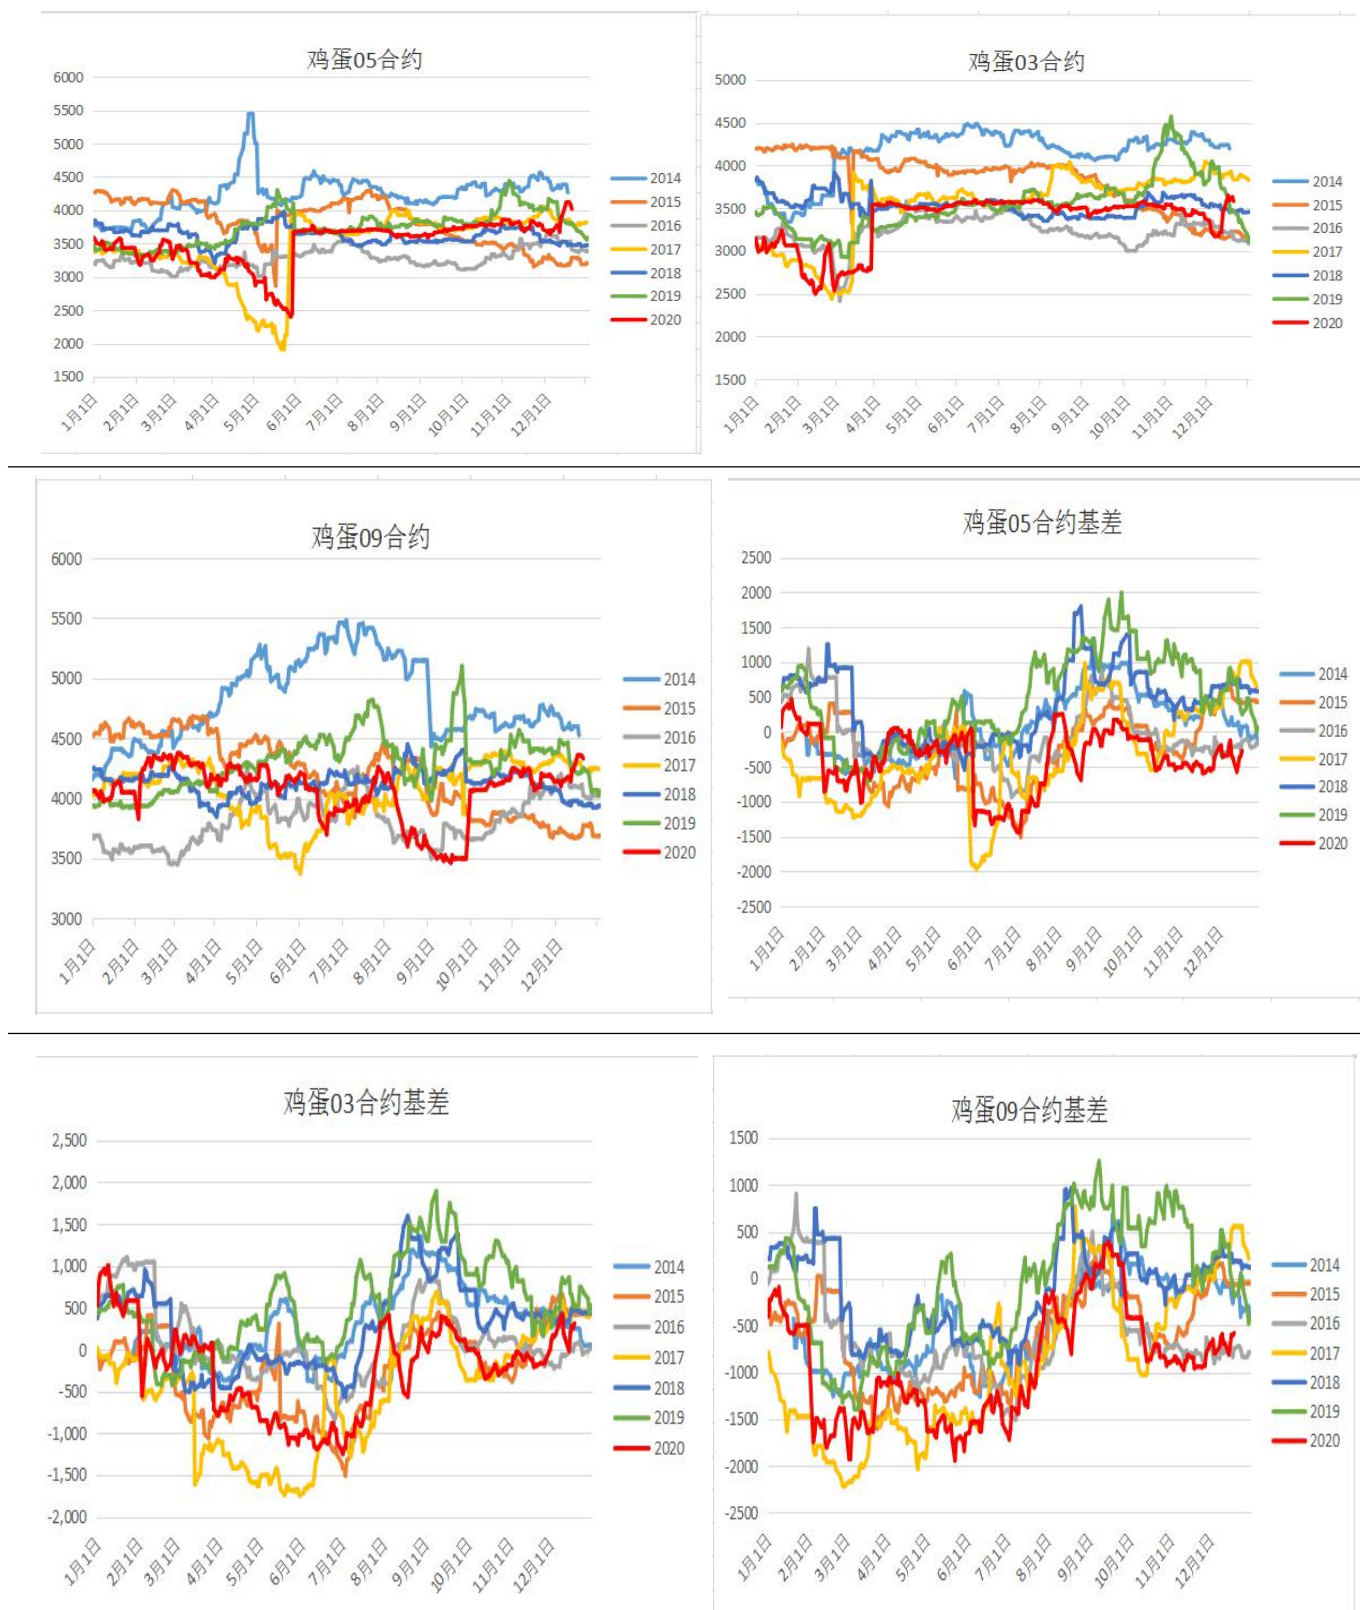 鸡蛋05合约
6000
5500
5000
4500
4000
3500
3000
2500
2000
1500
1月1日
2月1日
3月1日
4月1日
5月1日
6月1日
7月1日
8月1日
9月1日
10月1日
11月1日
12月1日
2014
2015
2016
2017
2018
2019
2020
鸡蛋03合约
5000
4500
4000
3500
3000
2500
2000
1500
1月1日
2月1日
3月1日
4月1日
5月1日
6月1日
7月1日
8月1日
9月1日
10月1日
11月1日
12月1日
2014
2015
2016
2017
2018
2019
2020
鸡蛋09合约
6000
5500
5000
4500
4000
3500
3000
1月1日
2月1日
3月1日
4月1日
5月1日
6月1日
7月1日
8月1日
9月1日
10月1日
11月1日
12月1日
2014
2015
2016
2017
2018
2019
2020
鸡蛋05合约基差
2500
2000
1500
1000
500
0
-500
-1000
-1500
-2000
-2500
1月1日
2月1日
3月1日
4月1日
5月1日
6月1日
7月1日
8月1日
9月1日
10月1日
11月1日
12月1日
2014
2015
2016
2017
2018
2019
2020
鸡蛋03合约基差
2,500
2,000
1,500
1,000
500
0
-500
-1,000
-1,500
-2,000
1月1日
2月1日
3月1日
4月1日
5月1日
6月1日
7月1日
8月1日
9月1日
10月1日
11月1日
12月1日
2014
2015
2016
2017
2018
2019
2020
鸡蛋09合约基差
1500
1000
500
0
-500
-1000
-1500
-2000
-2500
1月1日
2月1日
3月1日
4月1日
5月1日
6月1日
7月1日
8月1日
9月1日
10月1日
11月1日
12月1日
2014
2015
2016
2017
2018
2019
2020